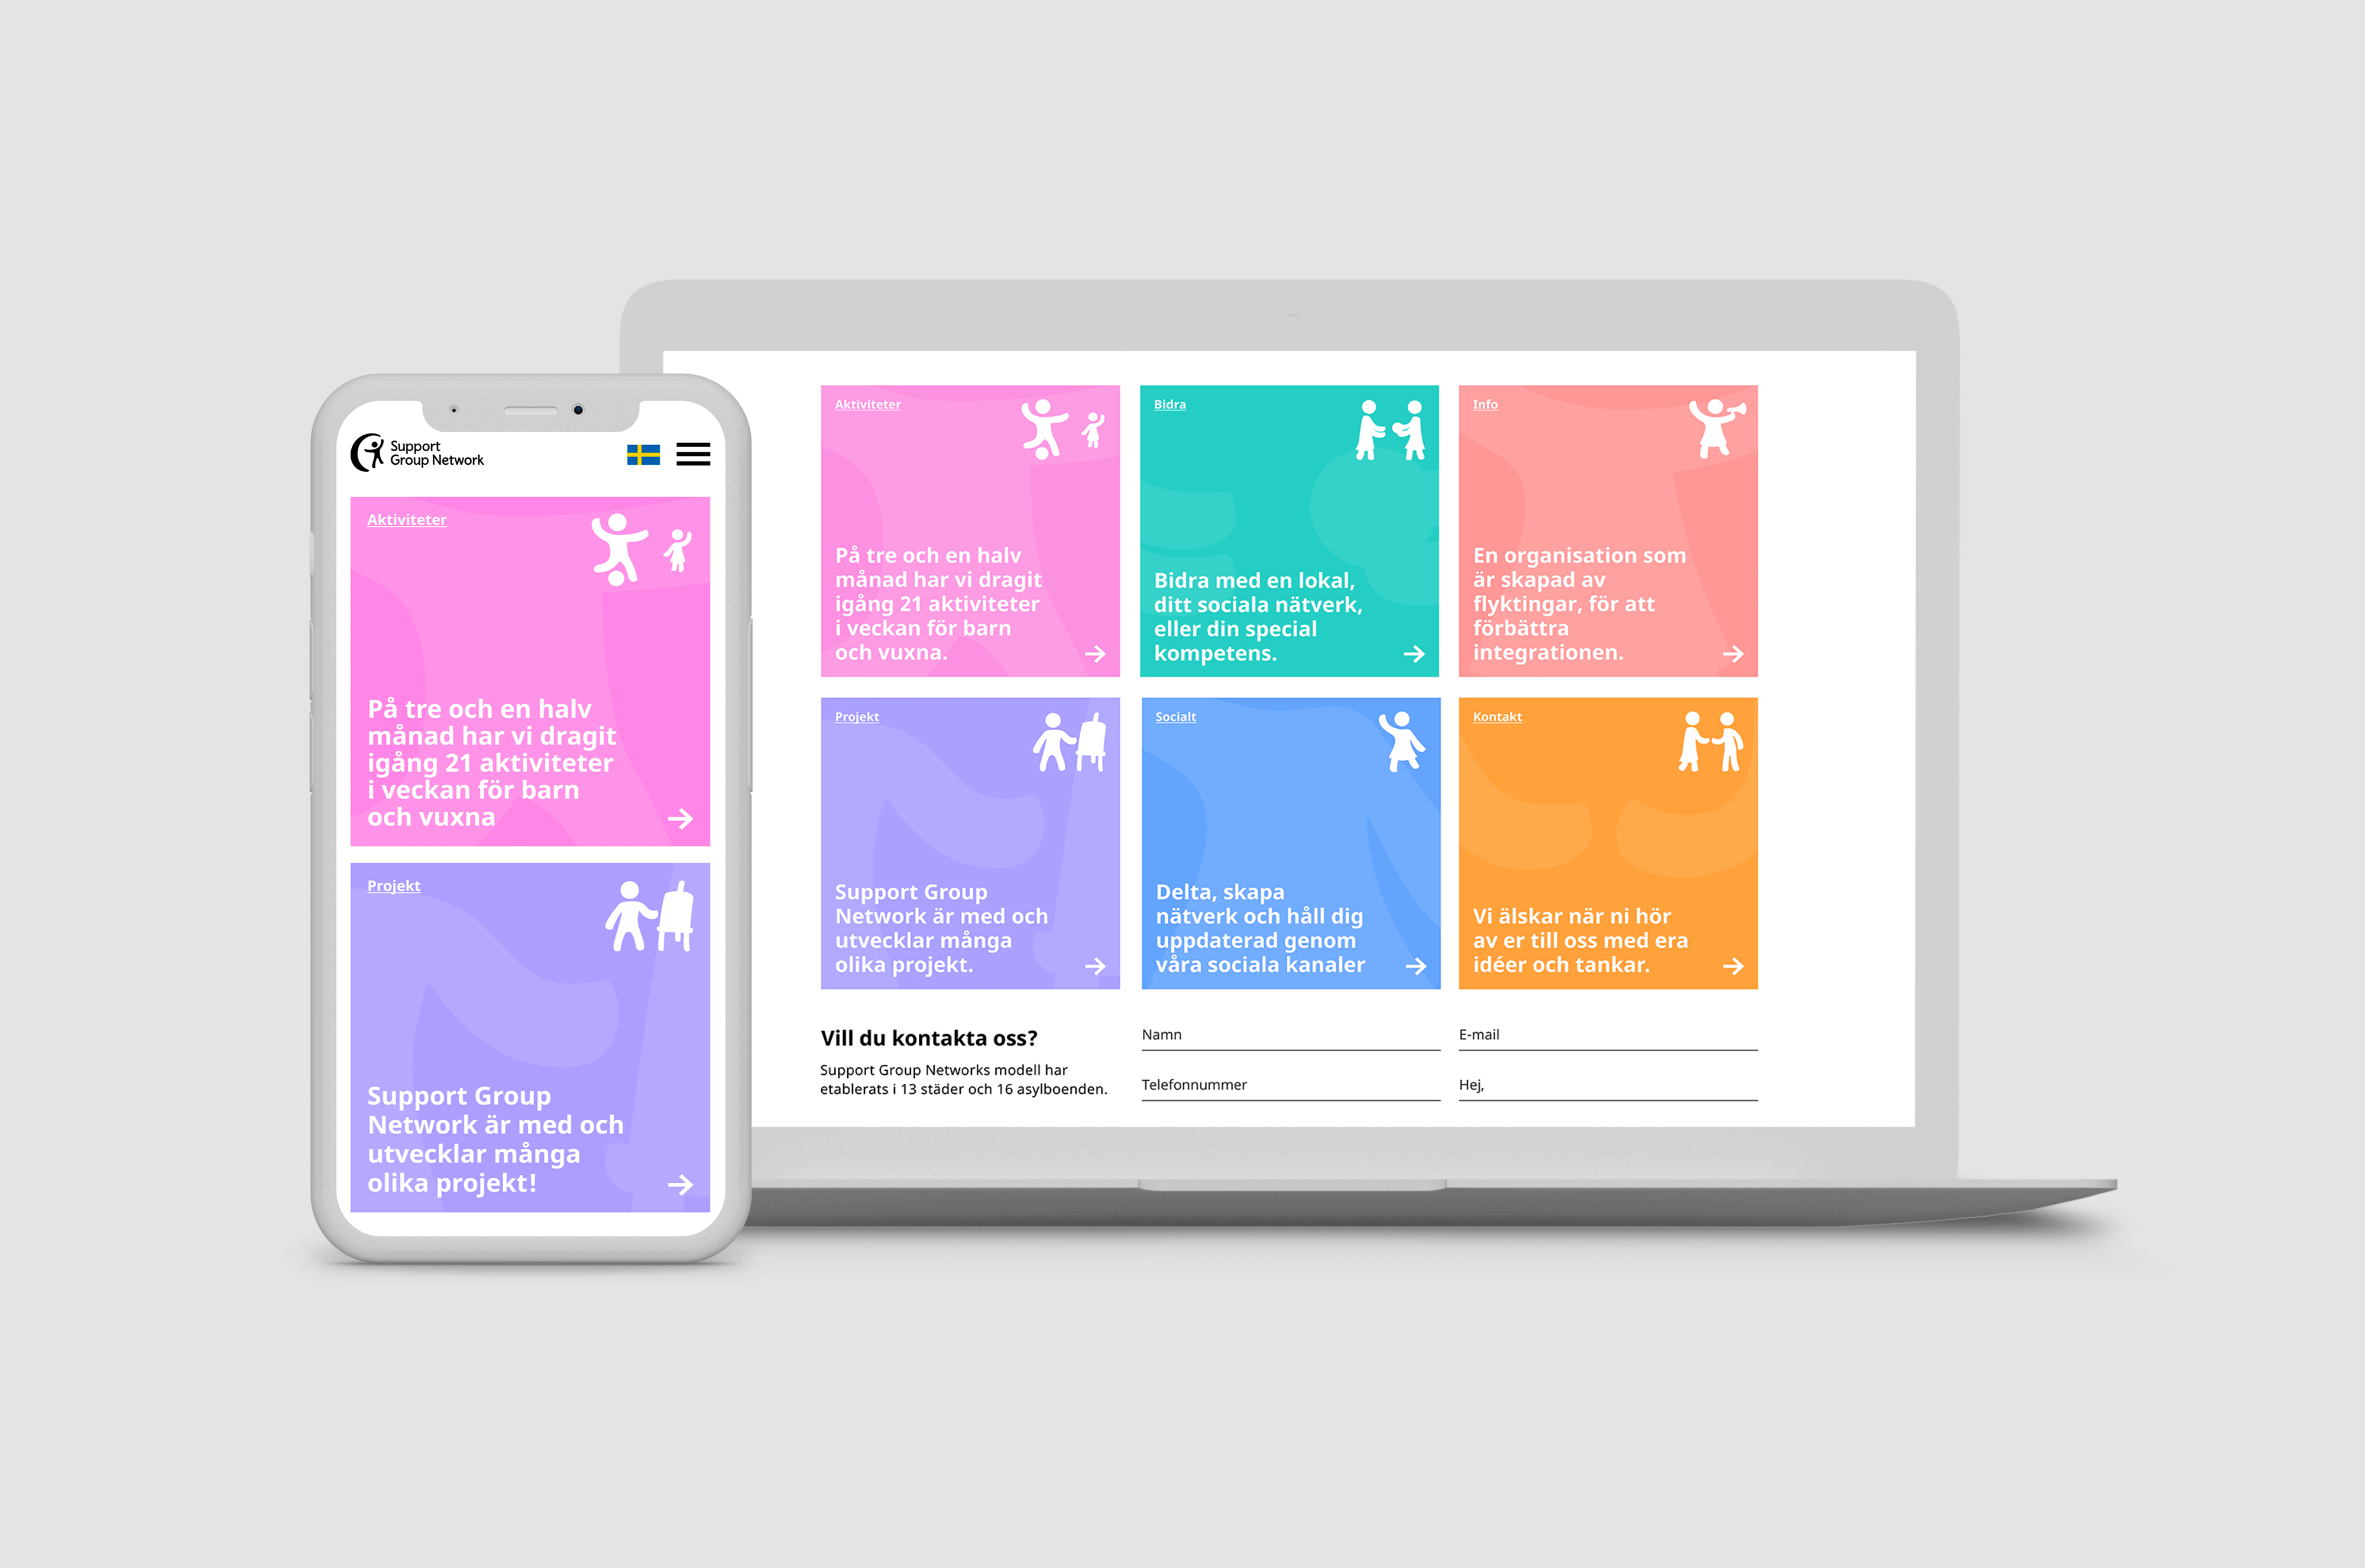 Support
Group Network
Aktiviteter
På tre och en halv
månad har vi dragit
igång 21 aktiviteter
i veckan för barn
och vuxna
Projekt
Support Group
Network är med och
utvecklar många
olika projekt!
Aktiviteter
På tre och en halv
månad har vi dragit
igång 21 aktiviteter
i veckan för barn
och vuxna.
Bidra
Bidra med en lokal,
ditt sociala nätverk,
eller din special
kompetens.
Info
En organisation som
är skapad av
flyktingar, för att
förbättra
integrationen.
Projekt
Support Group
Network är med och
utvecklar många
olika projekt.
Socialt
Delta, skapa
nätverk och håll dig
uppdaterad genom
våra sociala kanaler
Kontakt
Vi älskar när ni hör
av er till oss med era
idéer och tankar.
Vill du kontakta oss?
Support Group Networks modell har
etablerats i 13 städer och 16 asylboenden.
Namn
E-mail
Telefonnummer
Hej,